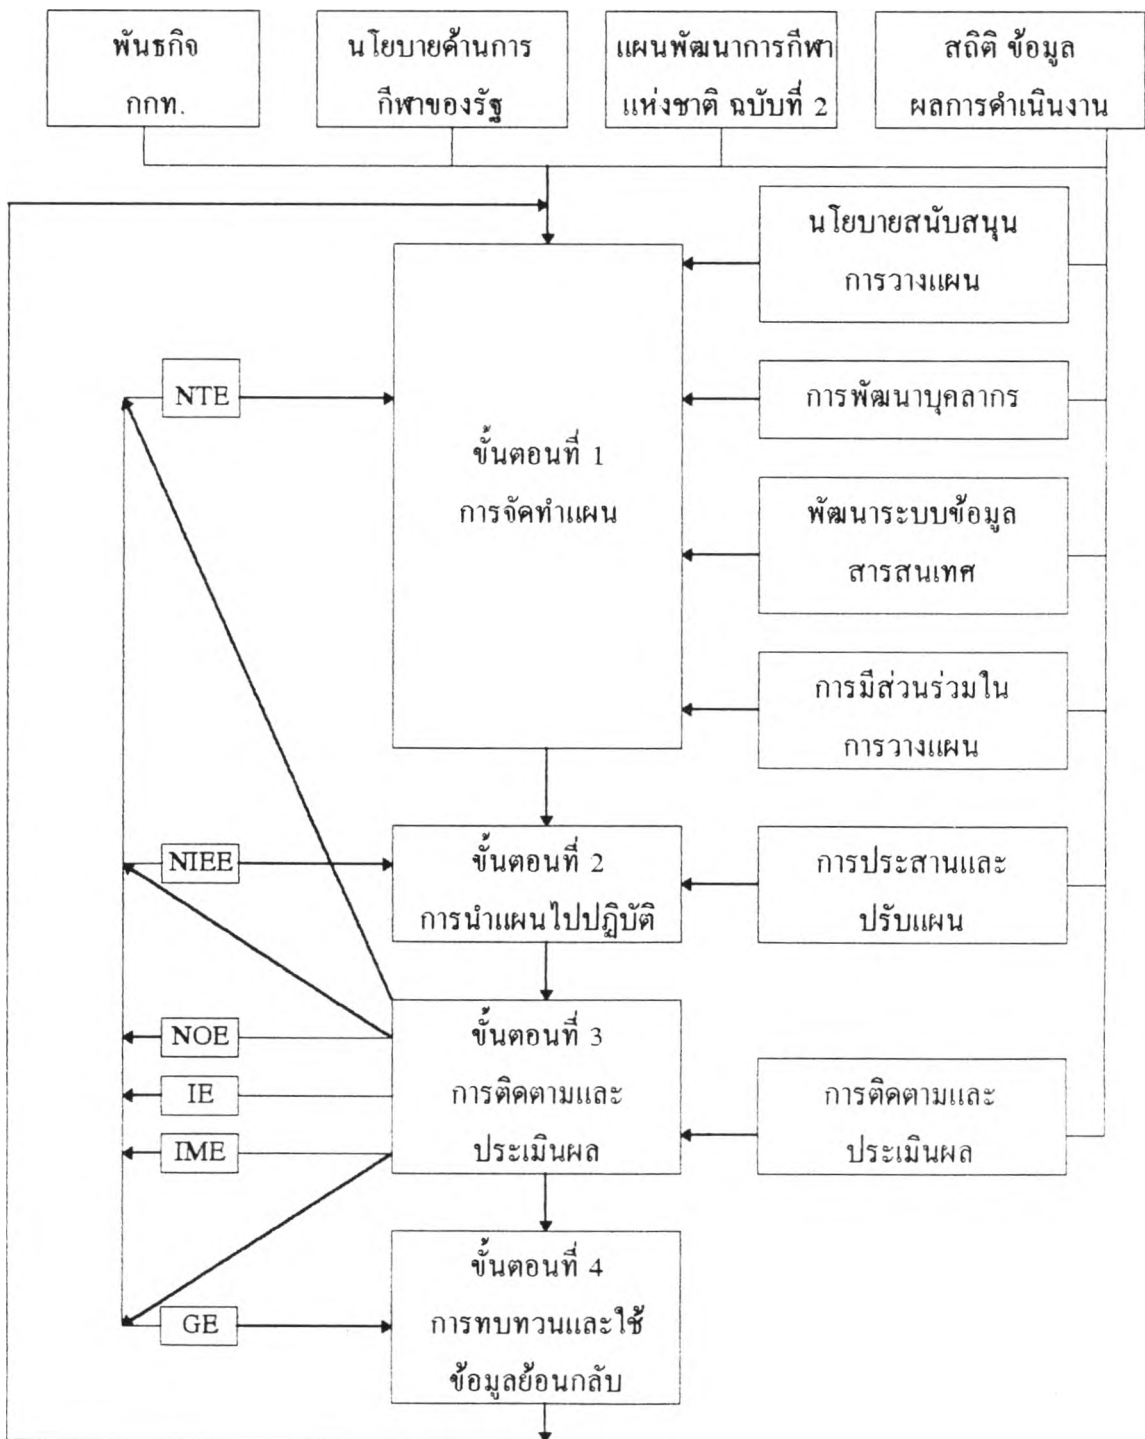 พันธกิจ
กกท.
นโยบายด้านการ
กีฬาของรัฐ
แผนพัฒนาการกีฬา
แห่งชาติ ฉบับที่ 2
สถิติ ข้อมูล
ผลการดำเนินงาน
นโยบายสนับสนุน
การวางแผน
NTE
การพัฒนาบุคลากร
ขั้นตอนที่ 1
การจัดทำแผน
พัฒนาระบบข้อมูล
สารสนเทศ
การมีส่วนร่วมใน
การวางแผน
NIEE
ขั้นตอนที่ 2
การนำแผนไปปฏิบัติ
การประสานและ
ปรับแผน
NOE
IE
IME
ขั้นตอนที่ 3
การติดตามและ
ประเมินผล
การติดตามและ
ประเมินผล
GE
ขั้นตอนที่ 4
การทบทวนและใช้
ข้อมูลย้อนกลับ